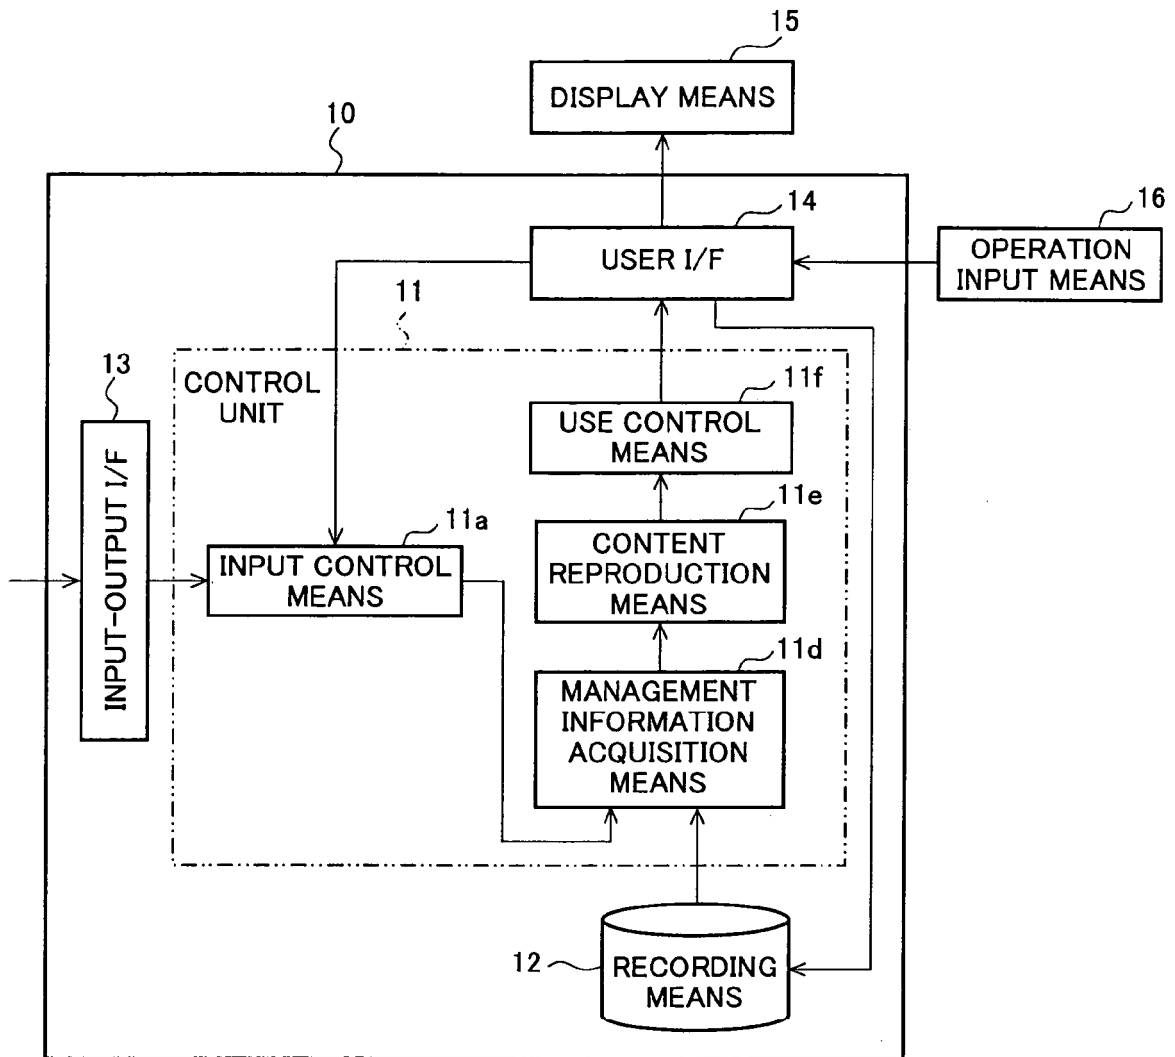 15
DISPLAY MEANS
10
14
USER I/F
16
OPERATION
INPUT MEANS
11
13
INPUT-OUTPUT I/F
CONTROL
UNIT
11f
USE CONTROL
MEANS
11e
CONTENT
REPRODUCTION
MEANS
11a
INPUT CONTROL
MEANS
11d
MANAGEMENT
INFORMATION
ACQUISITION
MEANS
12
RECORDING
MEANS